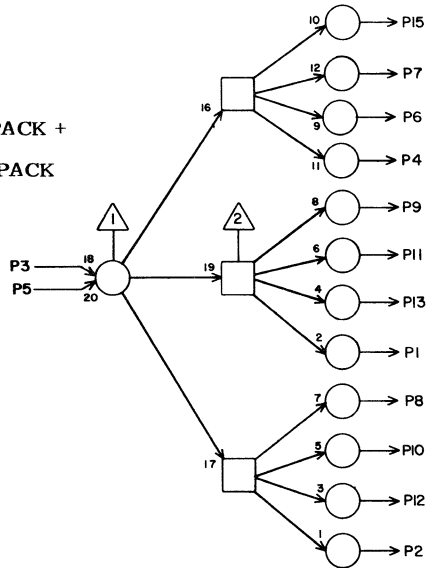 10 P15
12 P7
16 9 P6
PACK +
11 P4
PACK
1 2 8 P9
6 P11
P3 18 19 4 P13
P5 20
2 P1
7 P8
5 P10
17 3 P12
1 P2